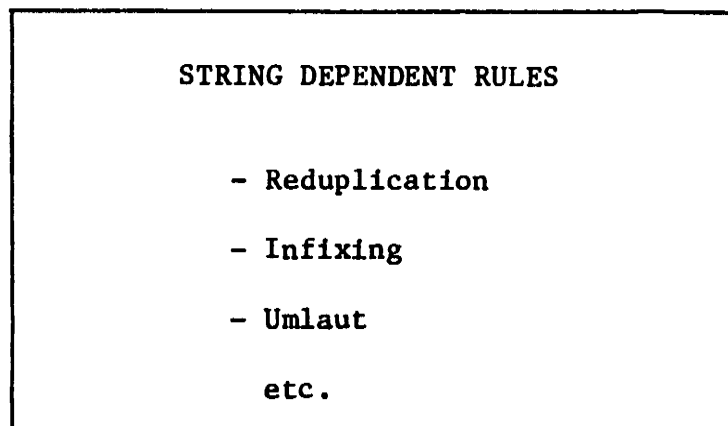 STRING DEPENDENT RULES
- Reduplication
- Infixing
- Umlaut
etc.